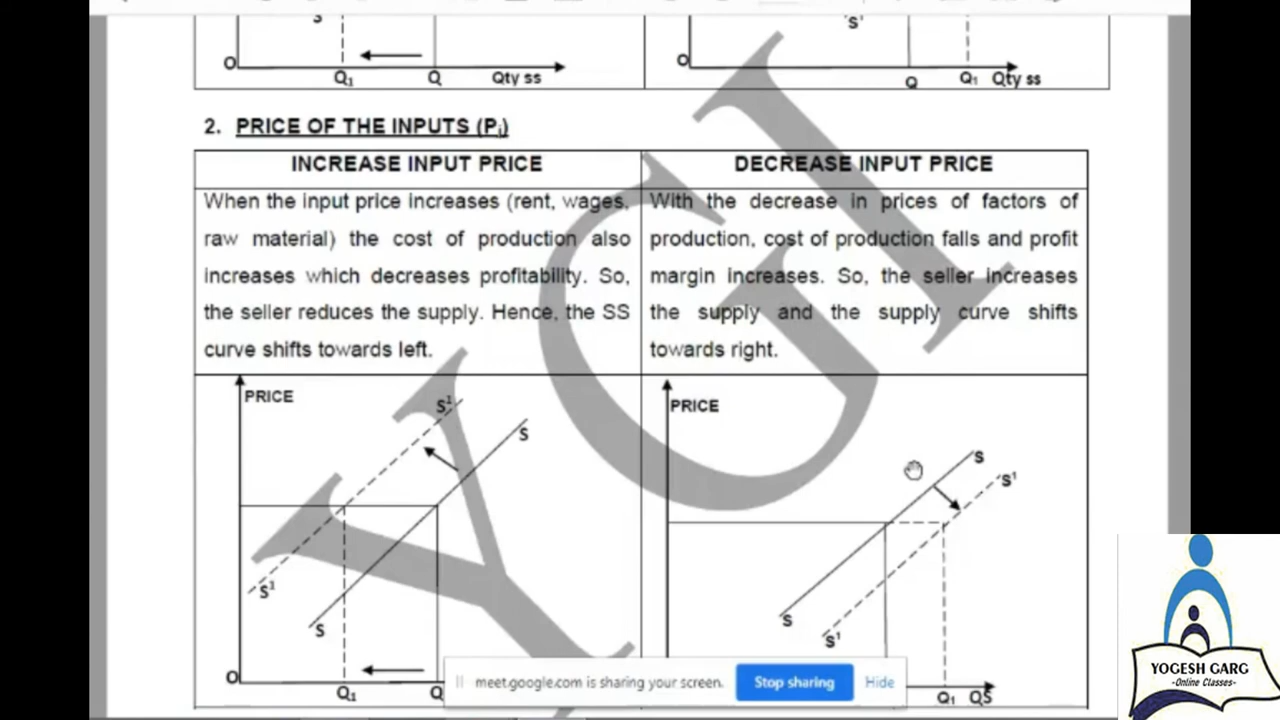 S
S'
O
Q₁
Q
Qty ss
O
Q
Q₁
Qty ss
2. PRICE OF THE INPUTS (Pᵢ)
INCREASE INPUT PRICE
DECREASE INPUT PRICE
When the input price increases (rent, wages,
raw material) the cost of production also
increases which decreases profitability. So,
the seller reduces the supply. Hence, the SS
curve shifts towards left.
With the decrease in prices of factors of
production, cost of production falls and profit
margin increases. So, the seller increases
the supply and the supply curve shifts
towards right.
PRICE
S¹
S
S¹
S
O
Q₁
Q
PRICE
S
S¹
S
S¹
Q₁
QS
YGI
meet.google.com is sharing your screen.
Stop sharing
Hide
YOGESH GARG
-Online Classes-